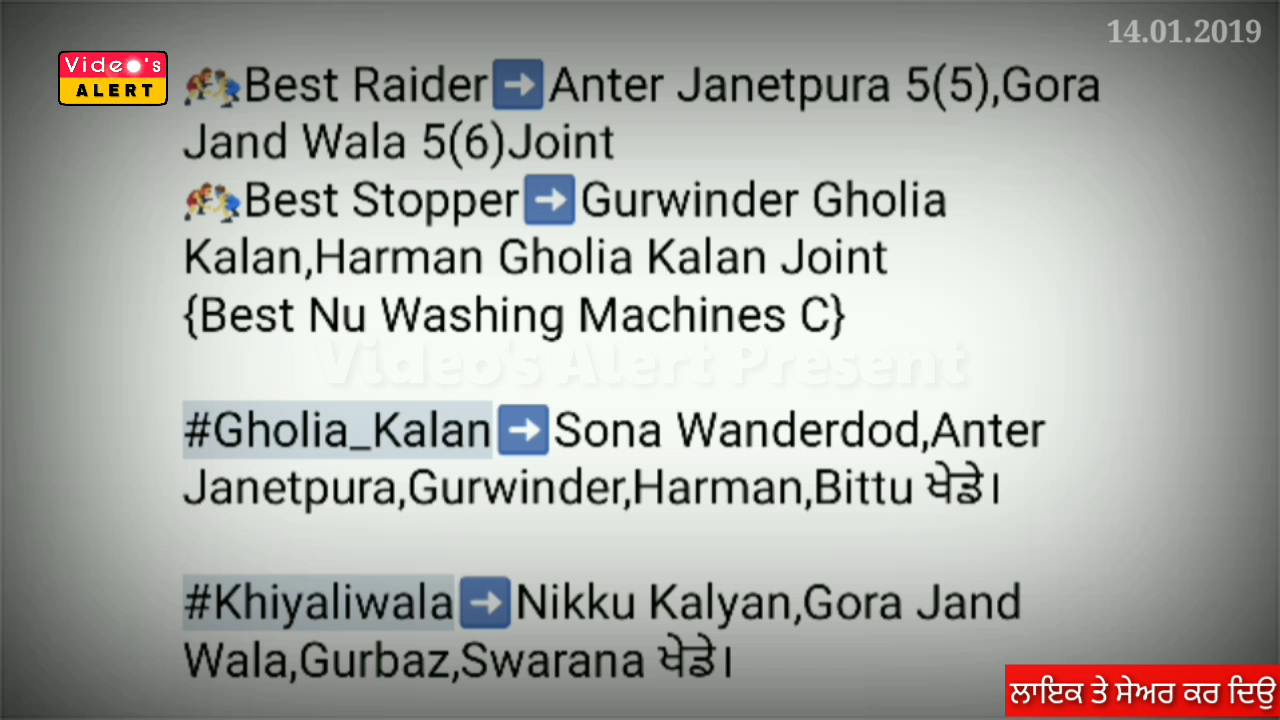 14.01.2019
Video's
ALERT
🤼Best Raider➡️Anter Janetpura 5(5),Gora
Jand Wala 5(6)Joint
🤼Best Stopper➡️Gurwinder Gholia
Kalan,Harman Gholia Kalan Joint
{Best Nu Washing Machines C}
Video's Alert Present
#Gholia_Kalan➡️Sona Wanderdod,Anter
Janetpura,Gurwinder,Harman,Bittu ਖੇਡੇ।
#Khiyaliwala➡️Nikku Kalyan,Gora Jand
Wala,Gurbaz,Swarana ਖੇਡੇ।
ਲਾਇਕ ਤੇ ਸੇਅਰ ਕਰ ਦਿਉ